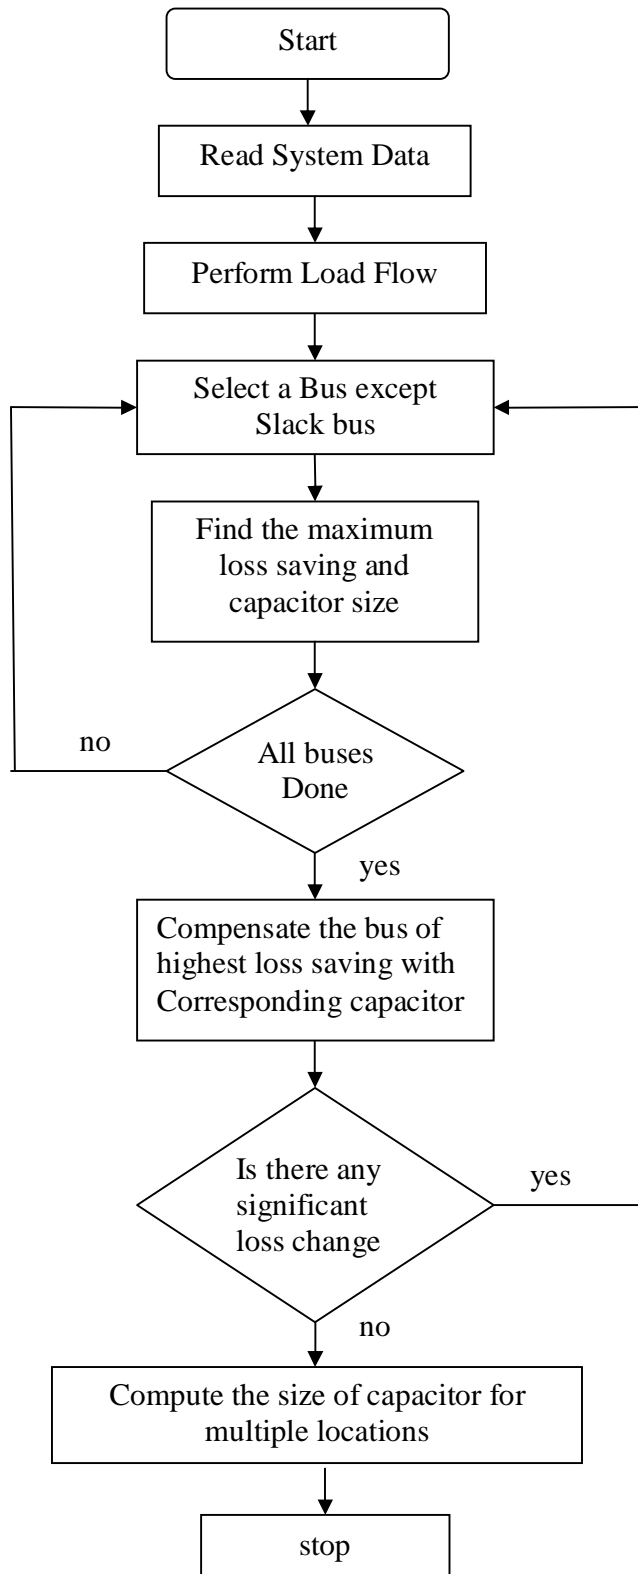 Start
Read System Data
Perform Load Flow
Select a Bus except
Slack bus
Find the maximum
loss saving and
capacitor size
no
All buses
Done
yes
Compensate the bus of
highest loss saving with
Corresponding capacitor
Is there any
significant
loss change
yes
no
Compute the size of capacitor for
multiple locations
stop